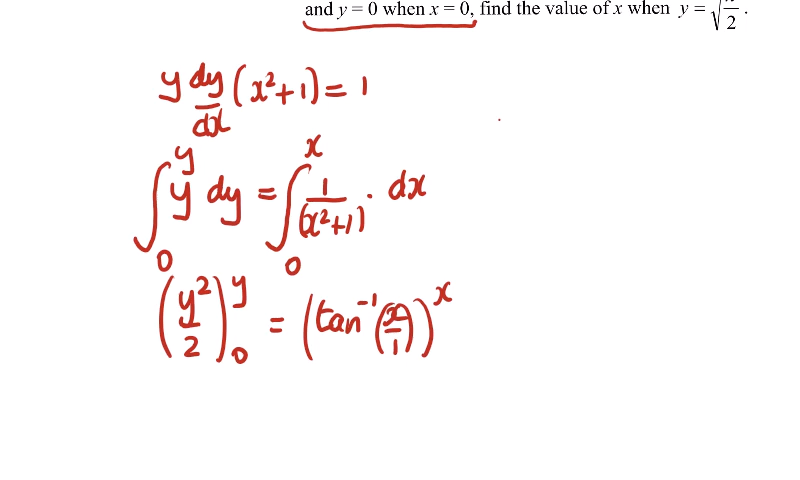 and y = 0 when x = 0, find the value of x when y = √ /2 .
y dy/dx (x²+1) = 1
∫₀^y y dy = ∫₀^x 1/(x²+1) . dx
(y²/2)₀^y = (tan⁻¹(x/1))^x